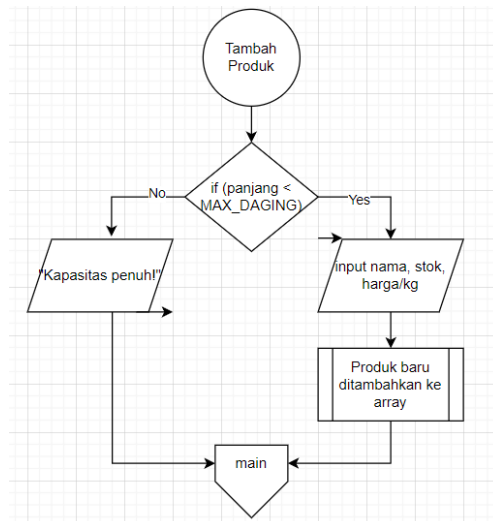 Tambah
Produk
if (panjang <
MAX_DAGING)
No
Yes
"Kapasitas penuh!"
input nama, stok,
harga/kg
Produk baru
ditambahkan ke
array
main